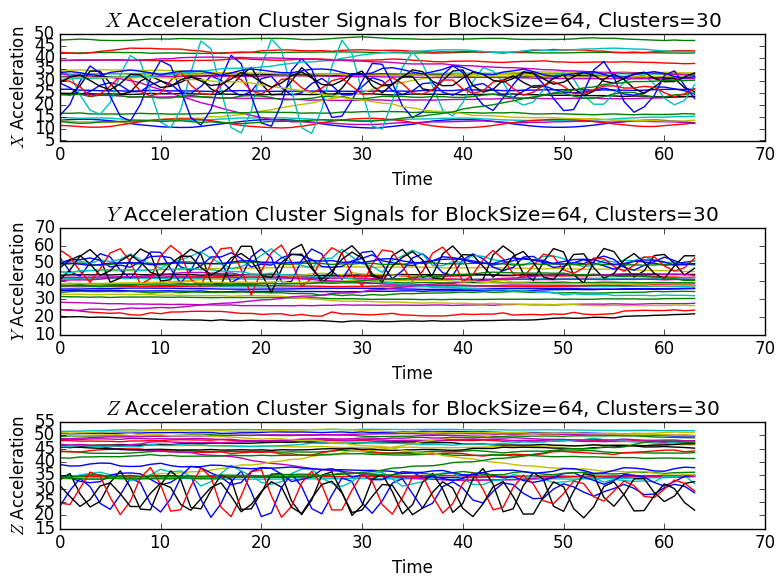 X Acceleration Cluster Signals for BlockSize=64, Clusters=30
X Acceleration
50
45
40
35
30
25
20
15
10
5
0 10 20 30 40 50 60 70
Time
Y Acceleration Cluster Signals for BlockSize=64, Clusters=30
Y Acceleration
70
60
50
40
30
20
10
0 10 20 30 40 50 60 70
Time
Z Acceleration Cluster Signals for BlockSize=64, Clusters=30
Z Acceleration
55
50
45
40
35
30
25
20
15
0 10 20 30 40 50 60 70
Time